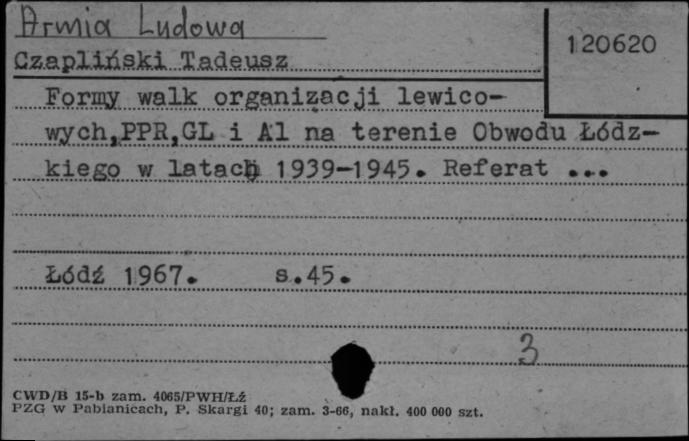 Armia Ludowa
120620
Czapliński Tadeusz
Formy walk organizacji lewico-
wych,PPR,GL i Al na terenie Obwodu Łódz-
kiego w latach 1939-1945. Referat ...
Łódź 1967. s.45.
3
CWD/B 15-b zam. 4065/PWH/Łź
PZG w Pabianicach, P. Skargi 40; zam. 3-66, nakł. 400 000 szt.